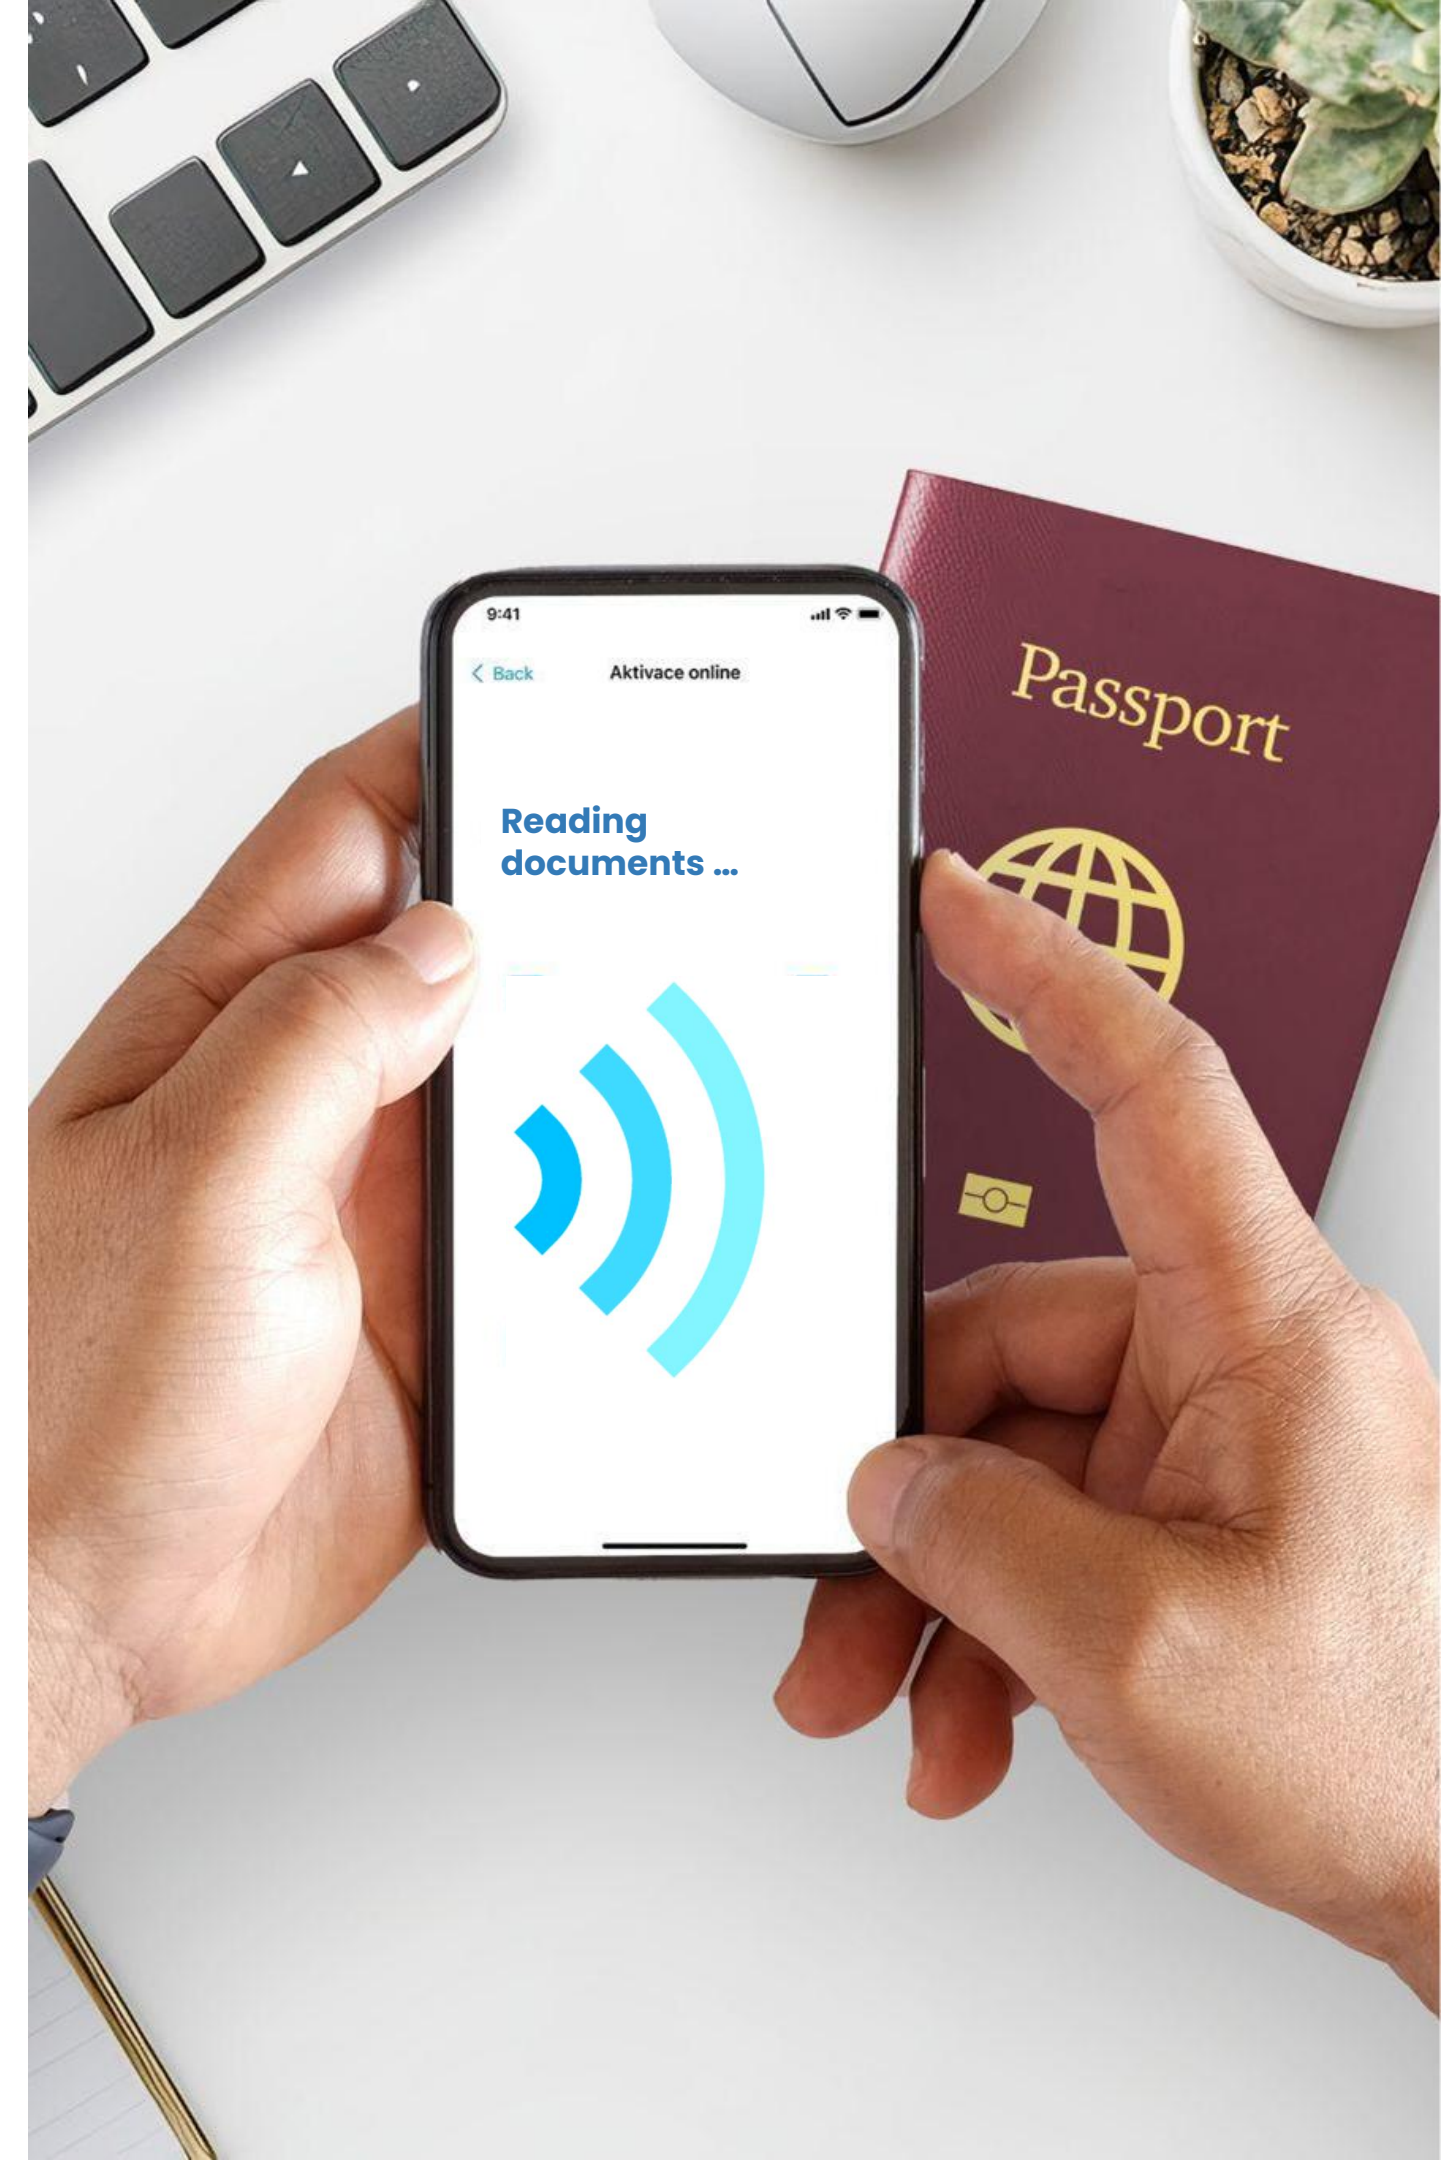 9:41
Back
Aktivace online
Passport
Reading
documents ...